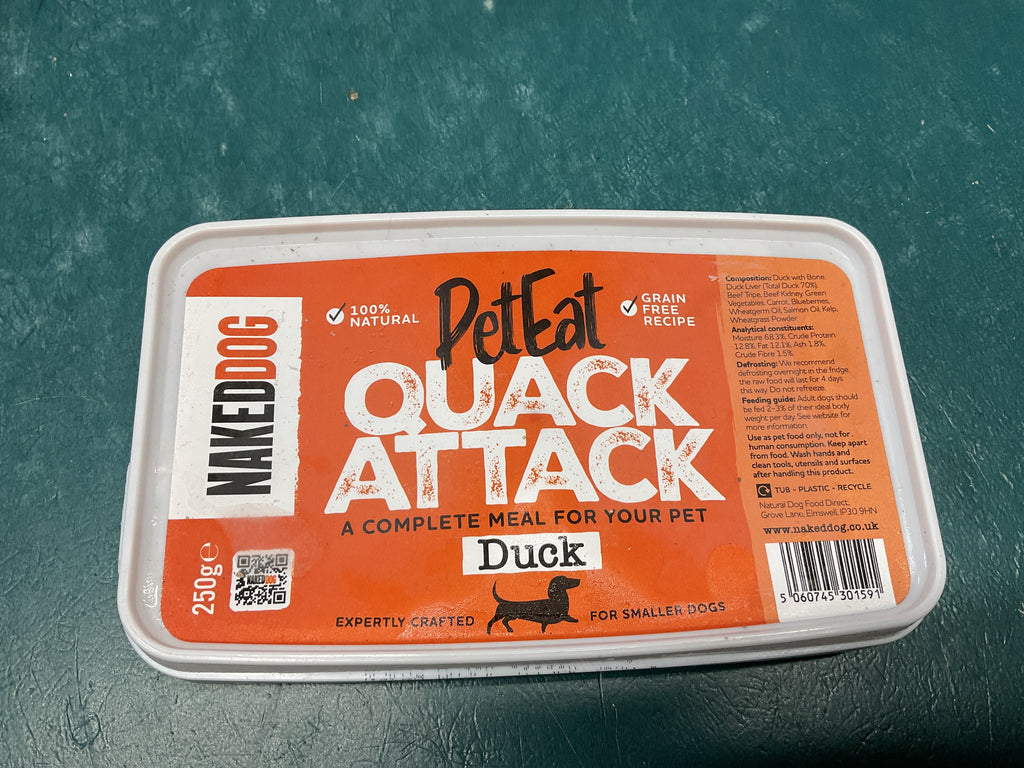 NAKEDDOG
250g e
NAKEDDOG
100%
NATURAL
PetEat
GRAIN
FREE
RECIPE
QUACK
ATTACK
A COMPLETE MEAL FOR YOUR PET
Duck
EXPERTLY CRAFTED
FOR SMALLER DOGS
Composition: Duck with Bone,
Duck Liver (Total Duck 70%),
Beef Tripe, Beef Kidney, Green
Vegetables, Carrot, Blueberries,
Wheatgerm Oil, Salmon Oil, Kelp,
Wheatgrass Powder.
Analytical constituents:
Moisture 68.3%, Crude Protein
12.8%, Fat 12.1%, Ash 1.8%,
Crude Fibre 1.5%.
Defrosting: We recommend
defrosting overnight in the fridge,
the raw food will last for 4 days
this way. Do not refreeze.
Feeding guide: Adult dogs should
be fed 2-3% of their ideal body
weight per day. See website for
more information.
Use as pet food only, not for
human consumption. Keep apart
from food. Wash hands and
clean tools, utensils and surfaces
after handling this product.
TUB - PLASTIC - RECYCLE
Natural Dog Food Direct,
Grove Lane, Elmswell, IP30 9HN
www.nakeddog.co.uk
5 060745 301591